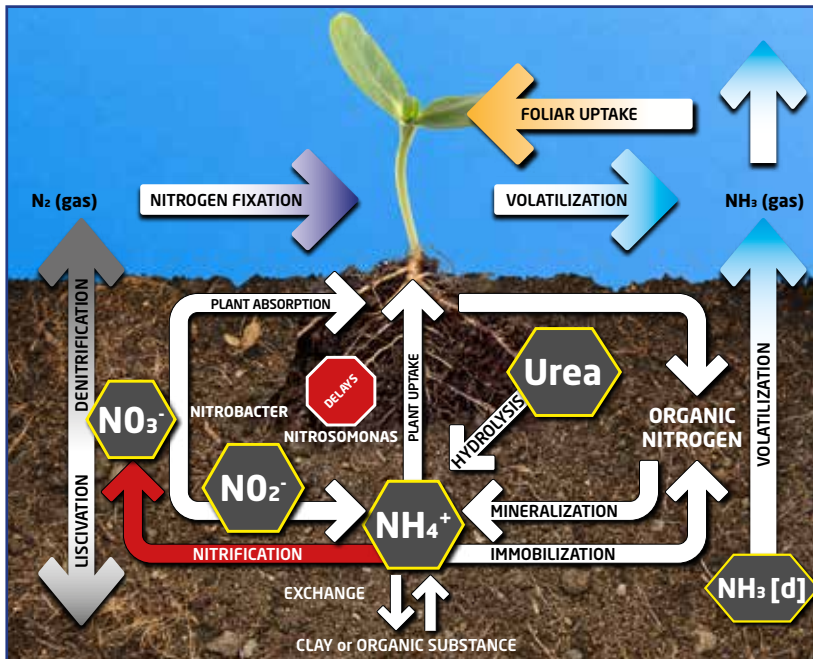 FOLIAR UPTAKE
N₂ (gas)
NITROGEN FIXATION
VOLATILIZATION
NH₃ (gas)
PLANT ABSORPTION
DENITRIFICATION
LISCIVATION
NO₃⁻
NITROBACTER
DELAYS
NITROSOMONAS
PLANT UPTAKE
Urea
HYDROLYSIS
ORGANIC
NITROGEN
VOLATILIZATION
NO₂⁻
NH₄⁺
MINERALIZATION
NITRIFICATION
IMMOBILIZATION
NH₃ [d]
EXCHANGE
CLAY or ORGANIC SUBSTANCE